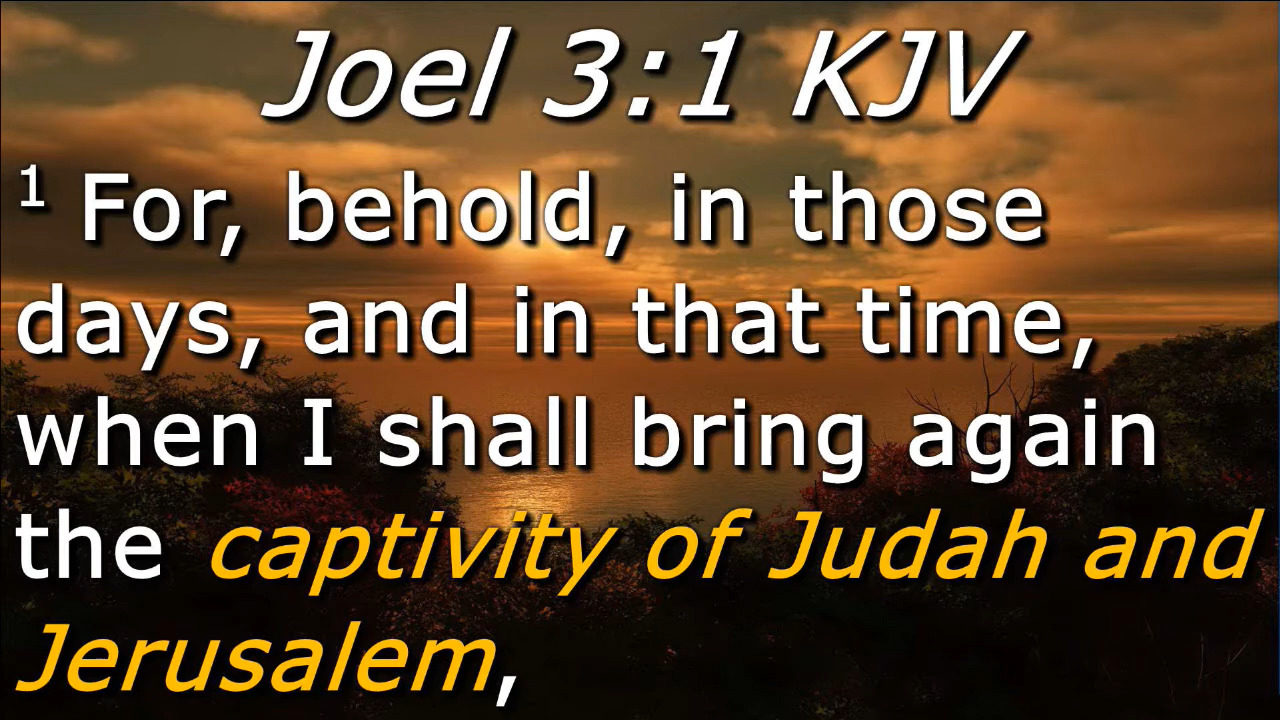 Joel 3:1 KJV
1 For, behold, in those
days, and in that time,
when I shall bring again
the captivity of Judah and
Jerusalem,